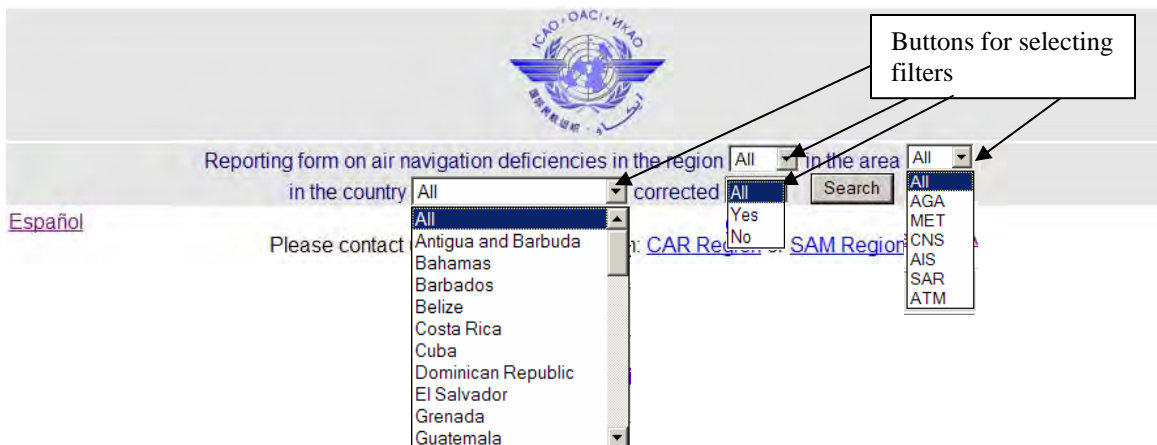 ICAO · OACI · ИКАО
Buttons for selecting
filters
Reporting form on air navigation deficiencies in the region All in the area All
in the country All corrected All Search
Español
Please contact CAR Region SAM Region
All
Antigua and Barbuda
Bahamas
Barbados
Belize
Costa Rica
Cuba
Dominican Republic
El Salvador
Grenada
Guatemala
Yes
No
All
AGA
MET
CNS
AIS
SAR
ATM